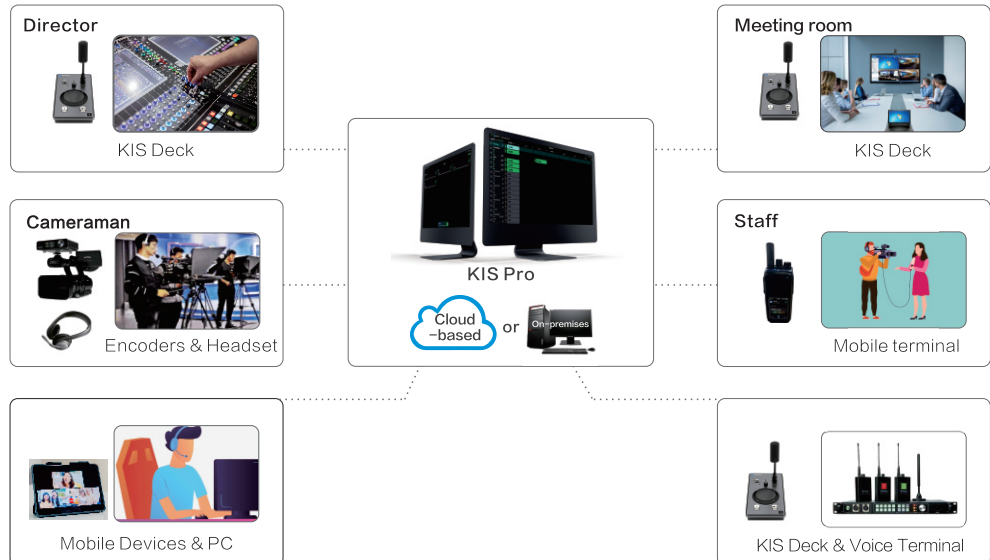 Director
KIS Deck
Meeting room
KIS Deck
Cameraman
Encoders & Headset
KIS Pro
Cloud
-based
or
On-premises
Staff
Mobile terminal
Mobile Devices & PC
KIS Deck & Voice Terminal